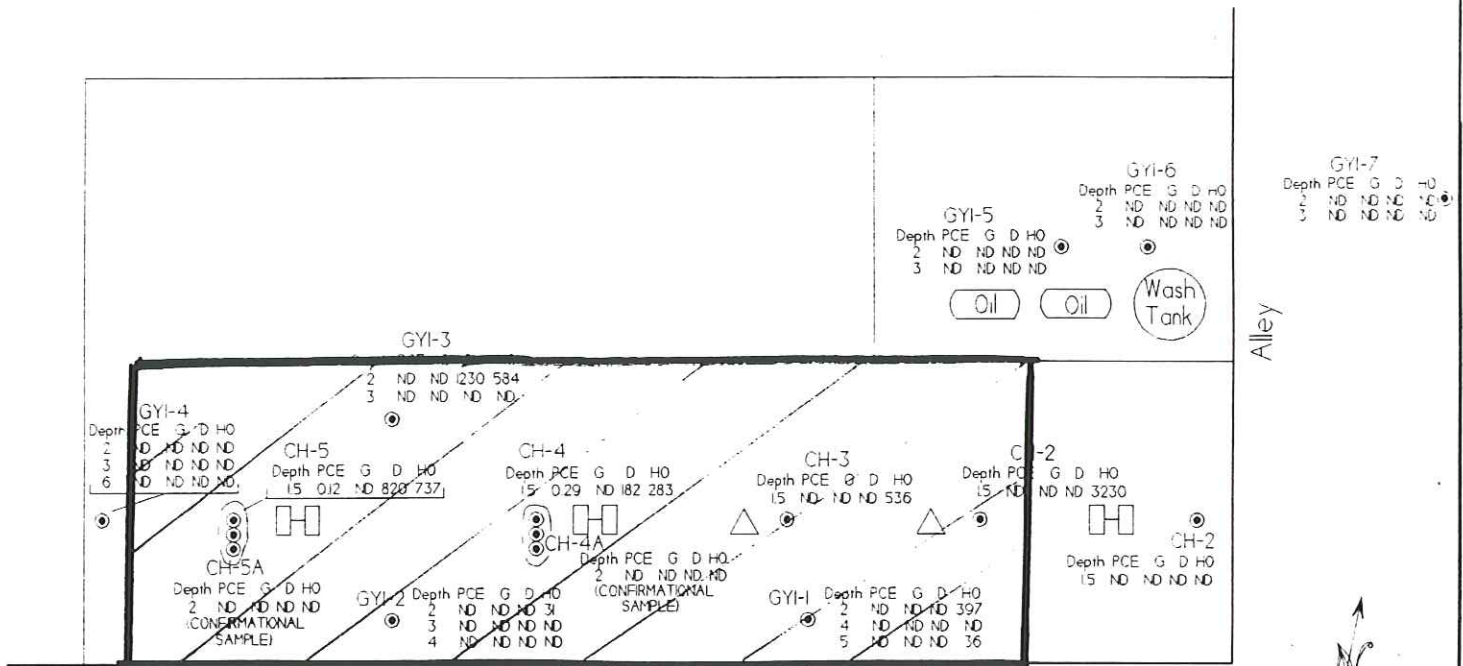 GYI-6
Depth PCE G D HO
2 ND ND ND ND
3 ND ND ND ND
GYI-7
Depth PCE G D HO
2 ND ND ND ND
3 ND ND ND ND
GYI-5
Depth PCE G D HO
2 ND ND ND ND
3 ND ND ND ND
Oil
Oil
Wash
Tank
Alley
GYI-3
2 ND ND 1230 584
3 ND ND ND ND
GYI-4
Depth PCE G D HO
2 ND ND ND ND
3 ND ND ND ND
6 ND ND ND ND
CH-5
Depth PCE G D HO
1.5 0.12 ND 820 737
CH-4
Depth PCE G D HO
1.5 0.29 ND 182 283
CH-3
Depth PCE G D HO
1.5 ND ND ND 536
CH-2
Depth PCE G D HO
1.5 ND ND ND 3230
CH-2
Depth PCE G D HO
1.5 ND ND ND ND
CH-5A
Depth PCE G D HO
2 ND ND ND ND
(CONFIRMATIONAL
SAMPLE)
CH-4A
Depth PCE G D HO
2 ND ND ND ND
(CONFIRMATIONAL
SAMPLE)
GYI-2
Depth PCE G D HO
2 ND ND ND 31
3 ND ND ND ND
4 ND ND ND ND
GYI-1
Depth PCE G D HO
2 ND ND ND 397
4 ND ND ND ND
5 ND ND ND 36
N